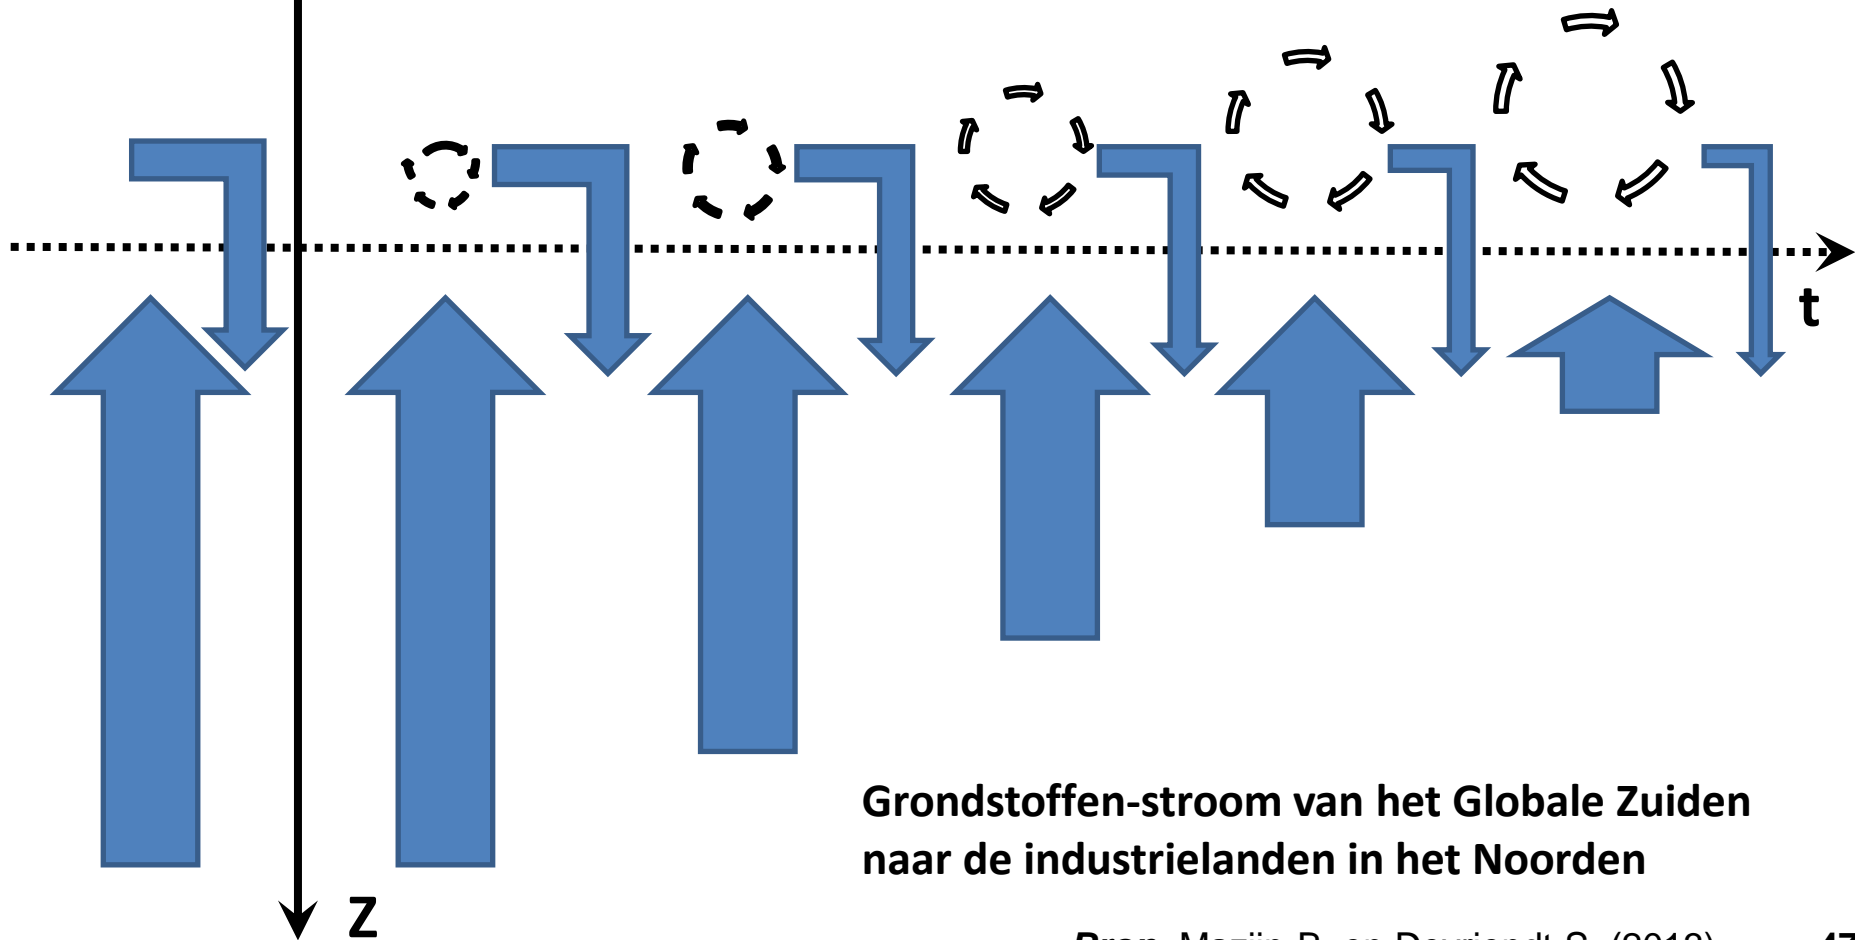 t
Grondstoffen-stroom van het Globale Zuiden
naar de industrielanden in het Noorden
Z